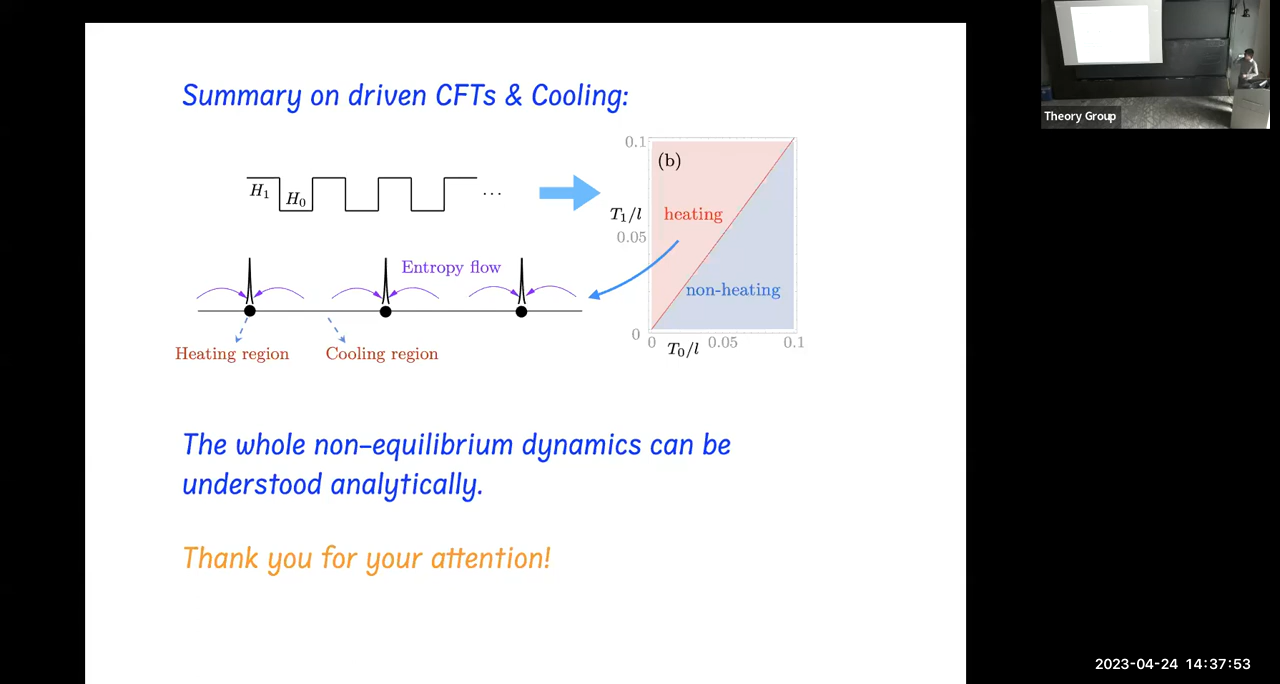 Summary on driven CFTs & Cooling:
H₁
H₀
...
0.1
(b)
T₁/l
heating
0.05
non-heating
0
0
T₀/l
0.05
0.1
Entropy flow
Heating region
Cooling region
The whole non-equilibrium dynamics can be
understood analytically.
Thank you for your attention!
Theory Group
2023-04-24 14:37:53